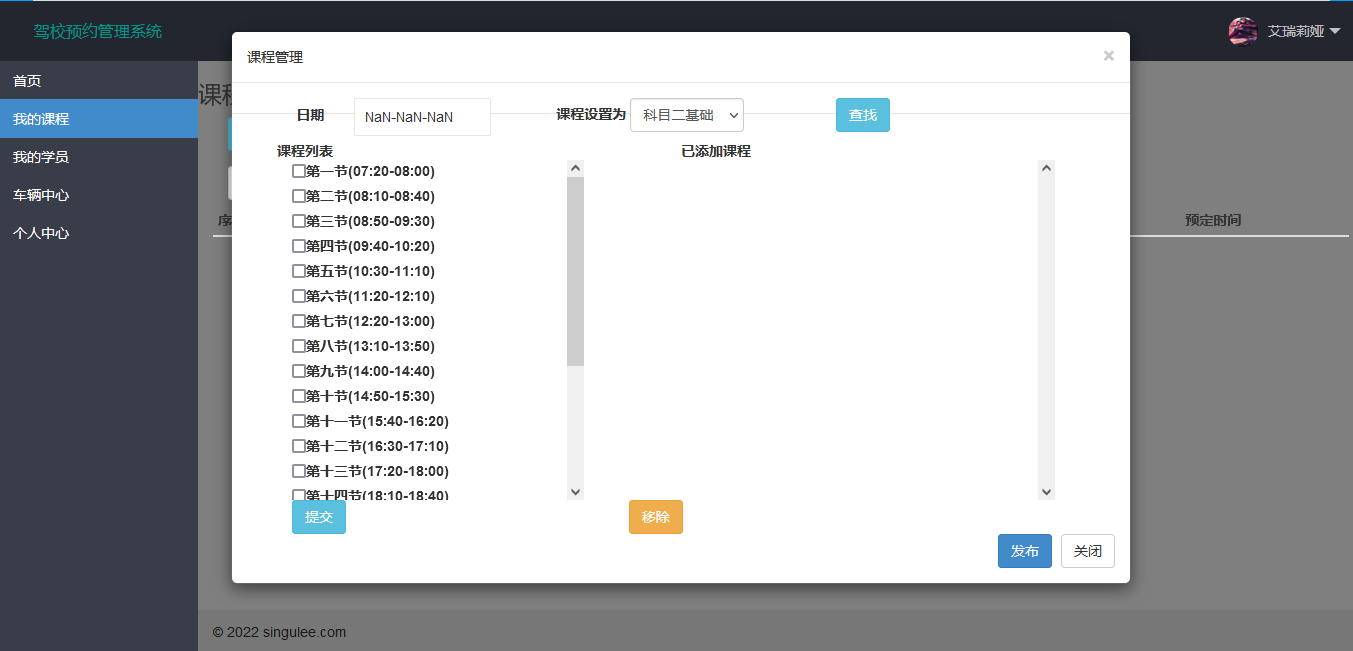 驾校预约管理系统
艾瑞莉娅
首页
我的课程
我的学员
车辆中心
个人中心
课程
序
预定时间
课程管理
×
日期
NaN-NaN-NaN
课程设置为
科目二基础
查找
课程列表
已添加课程
第一节(07:20-08:00)
第二节(08:10-08:40)
第三节(08:50-09:30)
第四节(09:40-10:20)
第五节(10:30-11:10)
第六节(11:20-12:10)
第七节(12:20-13:00)
第八节(13:10-13:50)
第九节(14:00-14:40)
第十节(14:50-15:30)
第十一节(15:40-16:20)
第十二节(16:30-17:10)
第十三节(17:20-18:00)
第十四节(18:10-18:40)
提交
移除
发布
关闭
© 2022 singulee.com